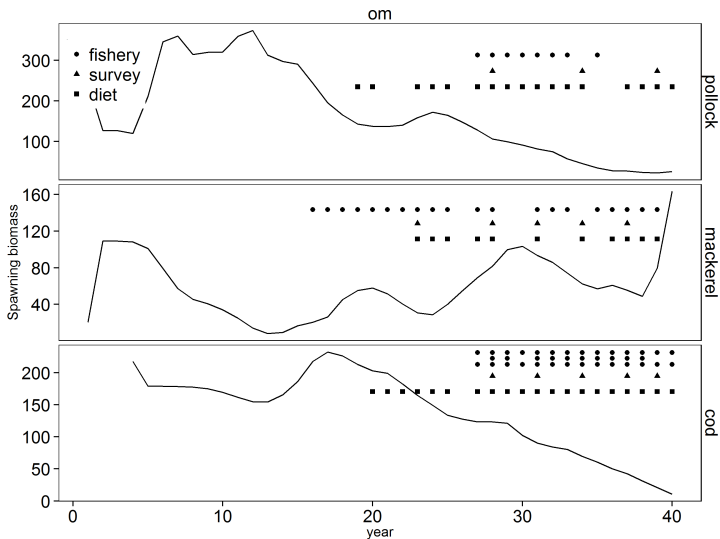 om
fishery
survey
diet
300
200
100
pollock
160
120
80
40
mackerel
Spawning biomass
200
150
100
50
0
cod
0 10 20 30 40
year